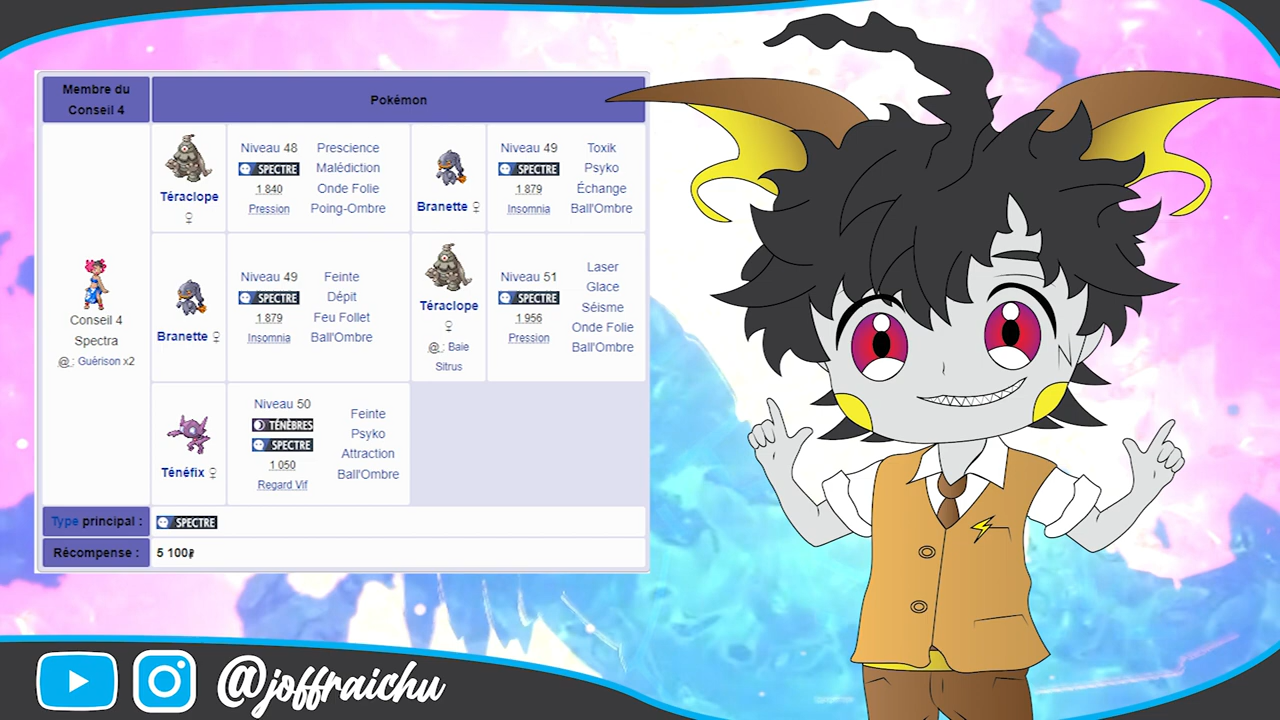 Membre du
Conseil 4
Pokémon
Téraclope
♀
Niveau 48
SPECTRE
1 840
Pression
Prescience
Malédiction
Onde Folie
Poing-Ombre
Branette ♀
Niveau 49
SPECTRE
1 879
Insomnia
Toxik
Psyko
Échange
Ball'Ombre
Conseil 4
Spectra
@ : Guérison x2
Branette ♀
Niveau 49
SPECTRE
1 879
Insomnia
Feinte
Dépit
Feu Follet
Ball'Ombre
Téraclope
♀
@ : Baie
Sitrus
Niveau 51
SPECTRE
1 956
Pression
Laser
Glace
Séisme
Onde Folie
Ball'Ombre
Ténéfix ♀
Niveau 50
TÉNÈBRES
SPECTRE
1 050
Regard Vif
Feinte
Psyko
Attraction
Ball'Ombre
Type principal : SPECTRE
Récompense : 5 100₽
@joffraichu